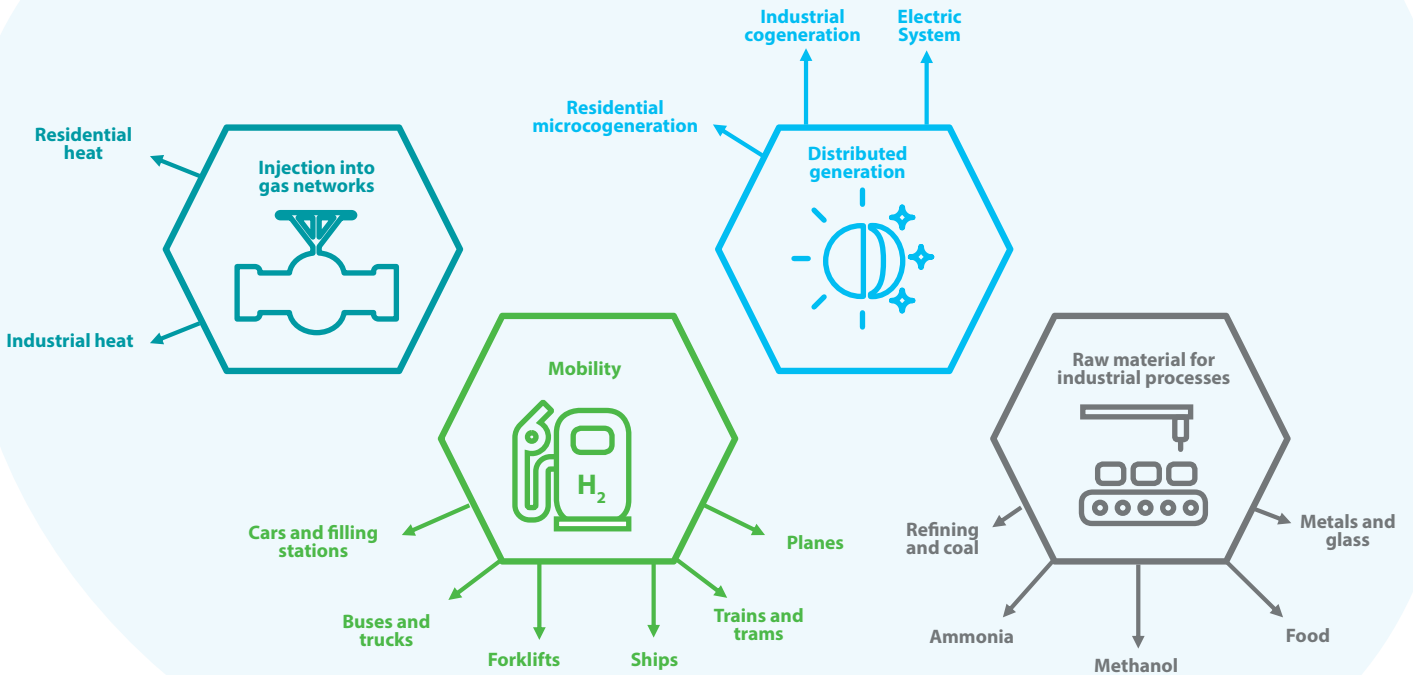 Industrial
cogeneration
Electric
System
Residential
microcogeneration
Distributed
generation
Residential
heat
Injection into
gas networks
Industrial heat
Mobility
H2
Cars and filling
stations
Buses and
trucks
Forklifts
Ships
Trains and
trams
Planes
Raw material for
industrial processes
Refining
and coal
Ammonia
Methanol
Food
Metals and
glass